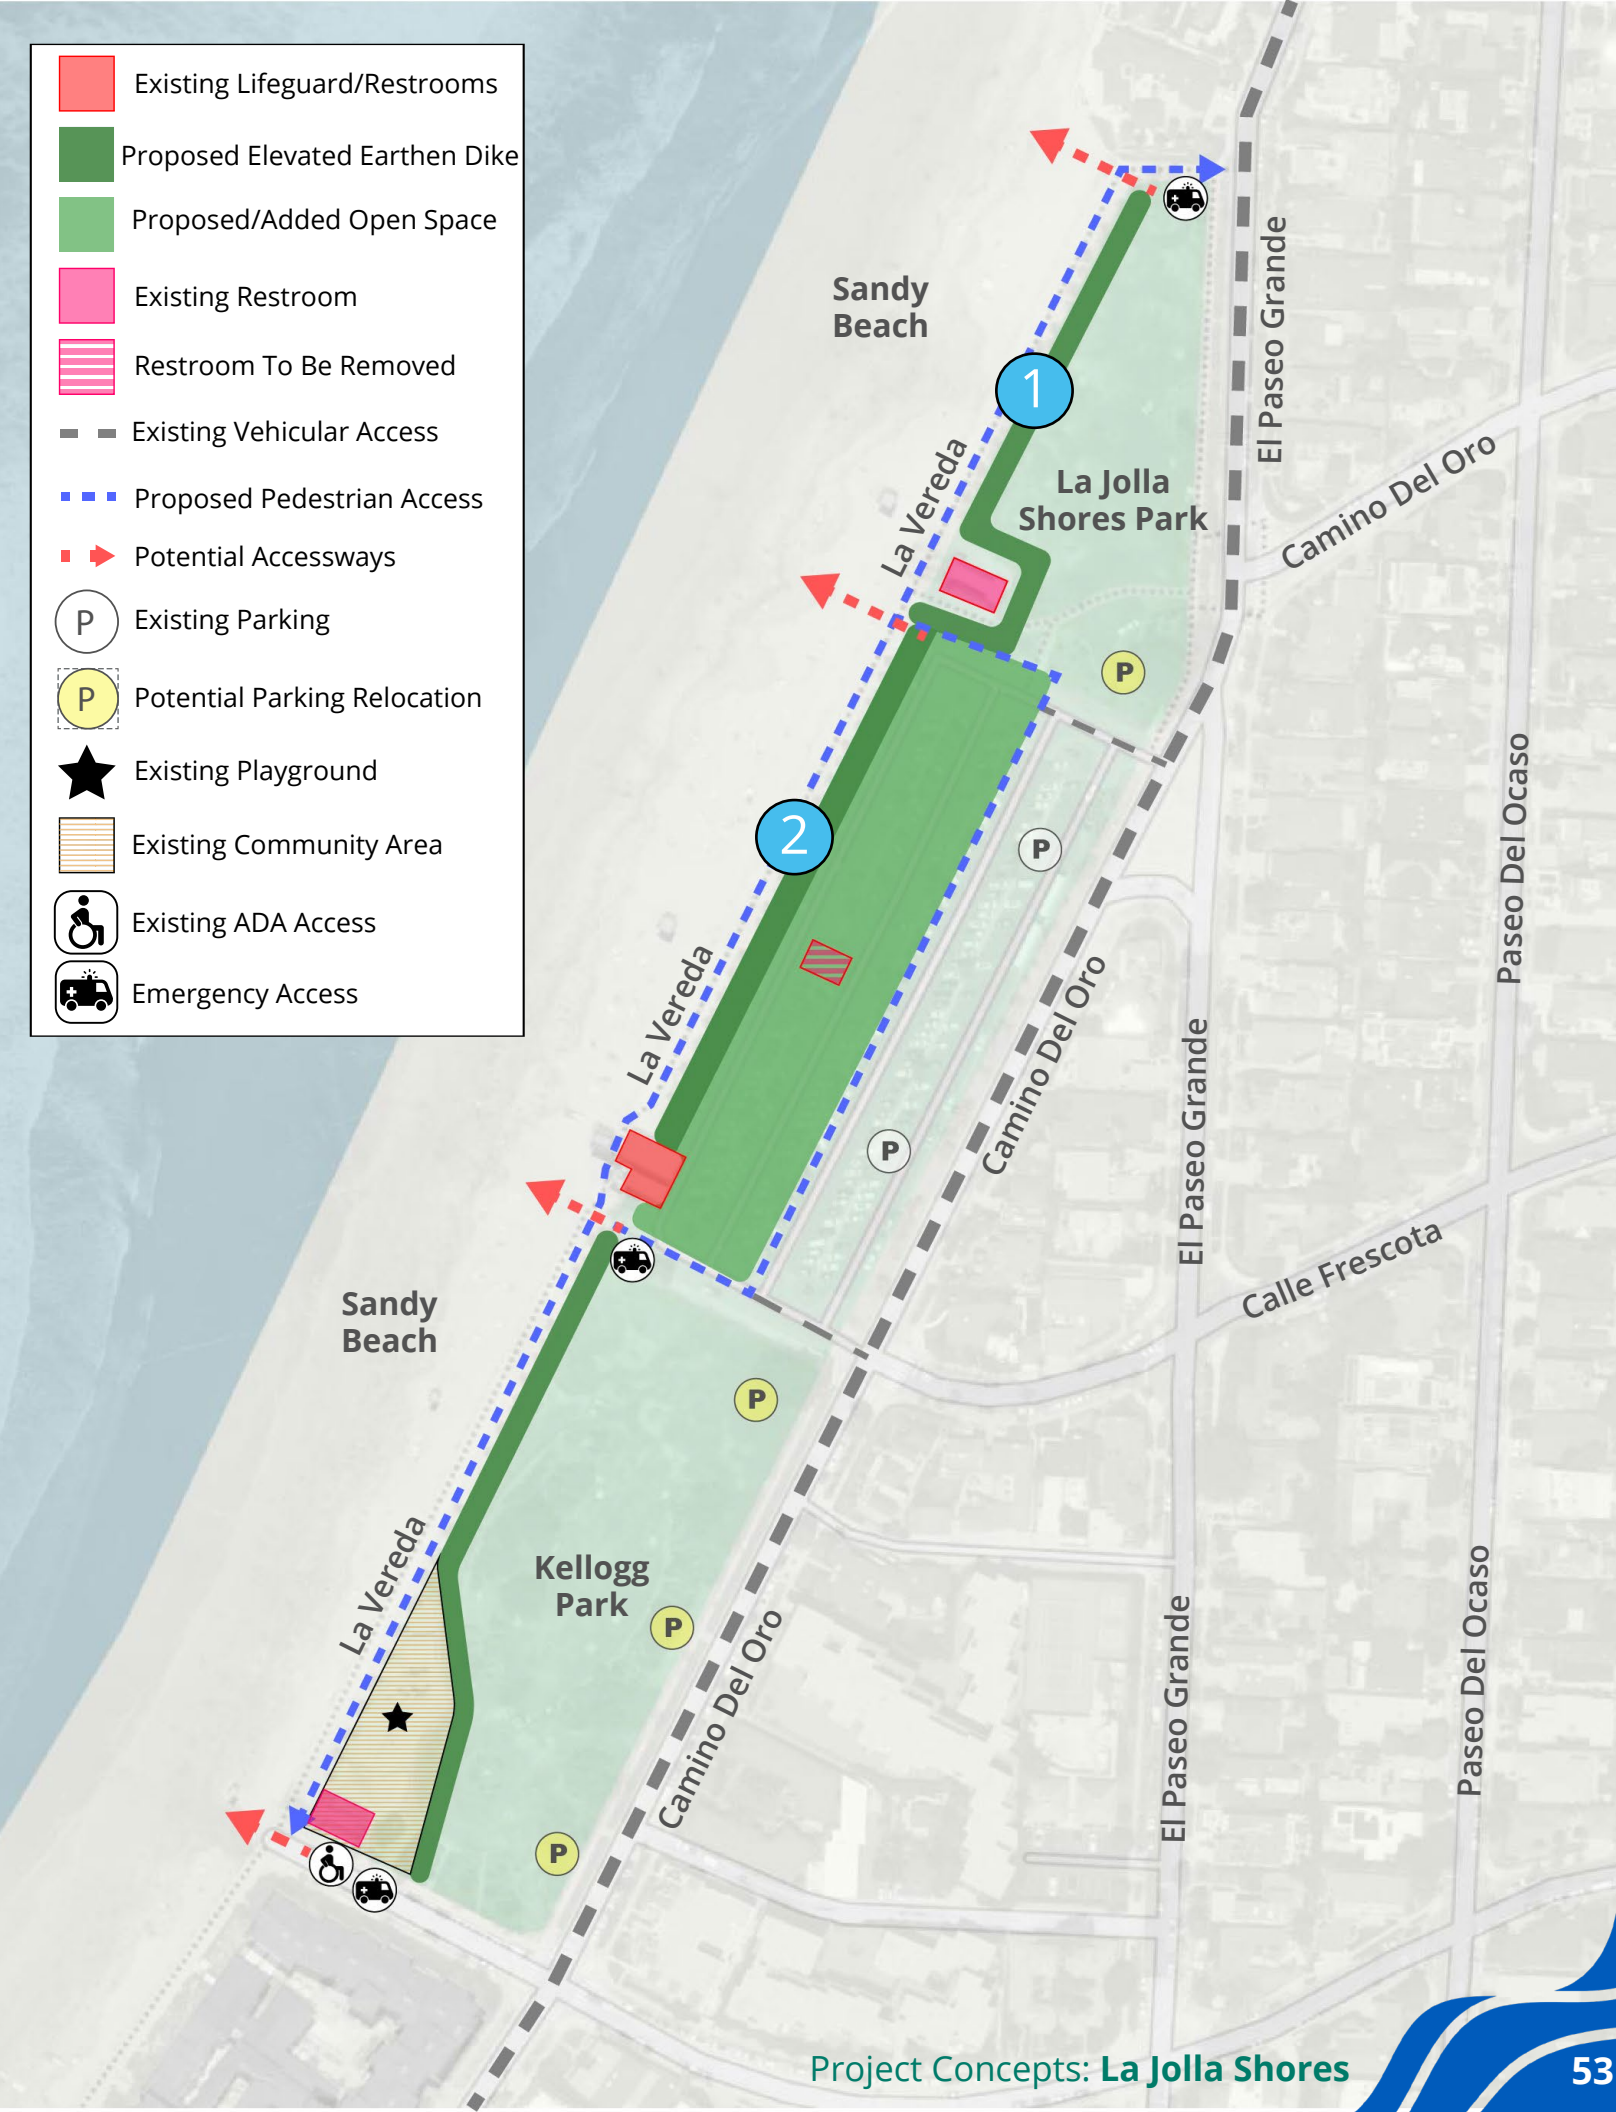 Existing Lifeguard/Restrooms
Proposed Elevated Earthen Dike
Proposed/Added Open Space
Existing Restroom
Restroom To Be Removed
Existing Vehicular Access
Proposed Pedestrian Access
Potential Accessways
P Existing Parking
P Potential Parking Relocation
Existing Playground
Existing Community Area
Existing ADA Access
Emergency Access
Sandy
Beach
El Paseo Grande
1
La Vereda
La Jolla
Shores Park
Camino Del Oro
P
2
P
Paseo Del Ocaso
La Vereda
Camino Del Oro
P
El Paseo Grande
Calle Frescota
Sandy
Beach
P
La Vereda
Kellogg
Park
P
Camino Del Oro
El Paseo Grande
Paseo Del Ocaso
P
Project Concepts: La Jolla Shores
53